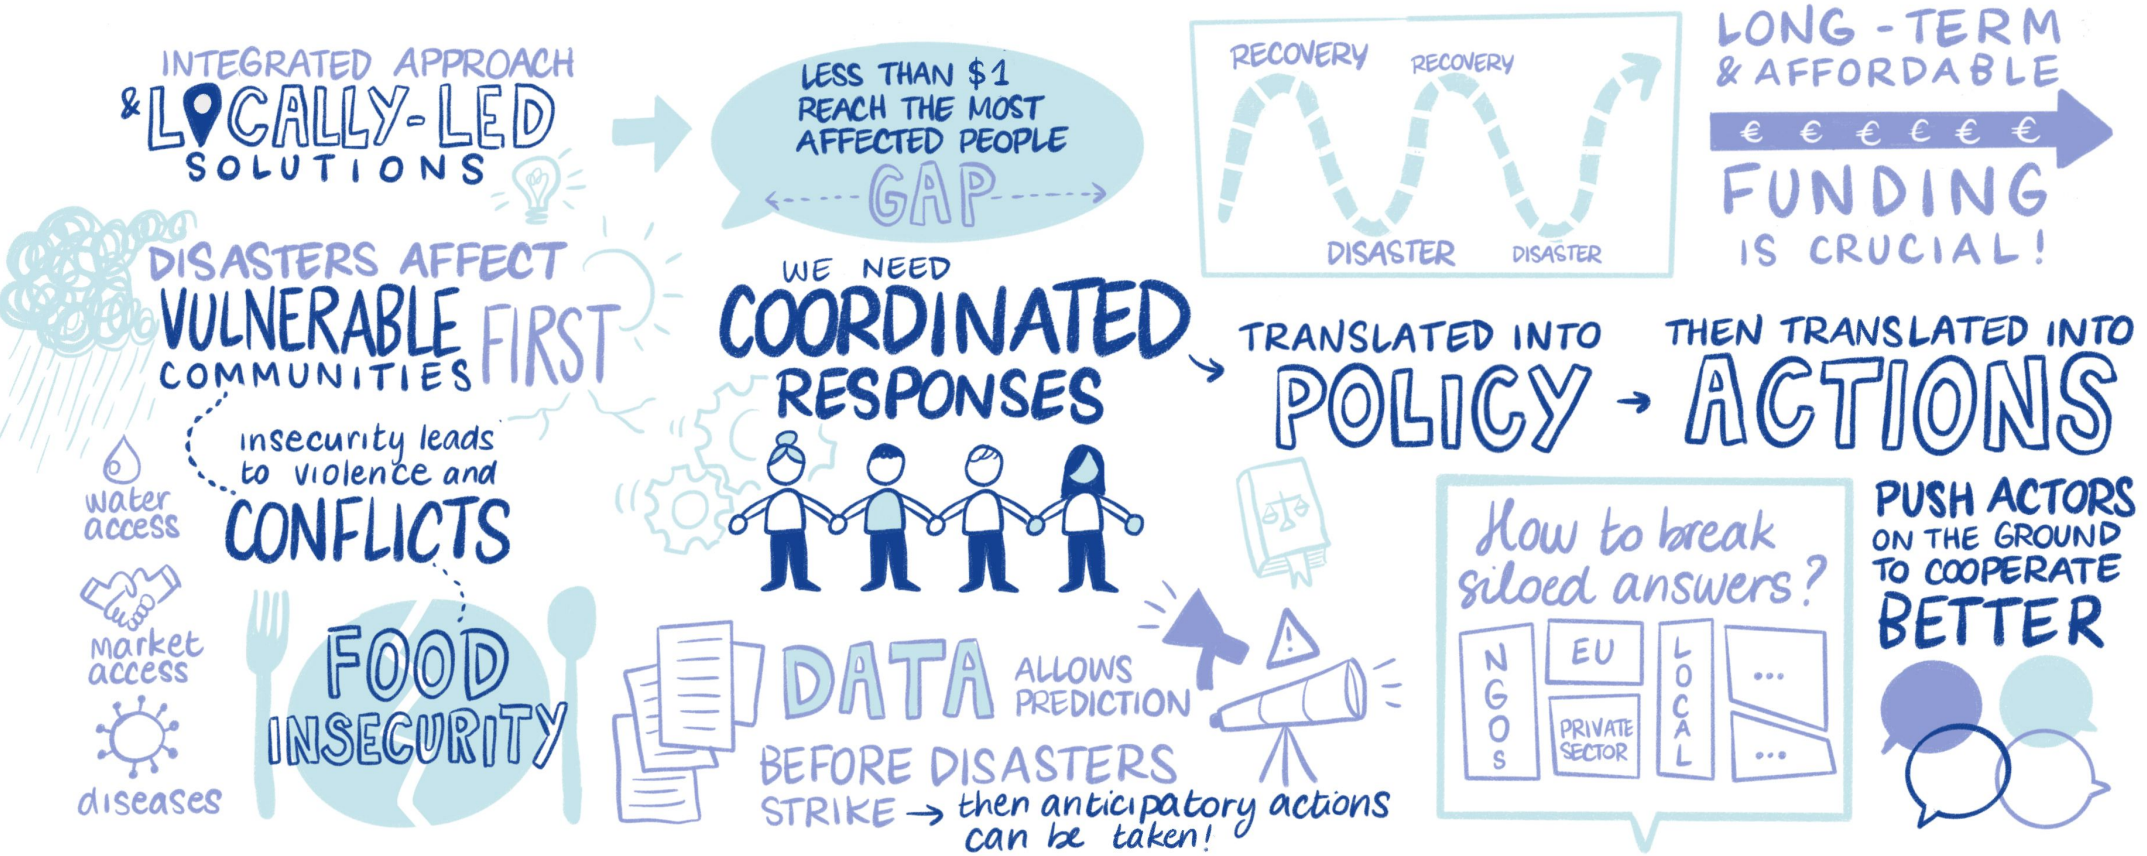 INTEGRATED APPROACH
& LOCALLY-LED
SOLUTIONS
LESS THAN $1
REACH THE MOST
AFFECTED PEOPLE
GAP
RECOVERY
RECOVERY
DISASTER
DISASTER
LONG-TERM
& AFFORDABLE
€ € € € € €
FUNDING
IS CRUCIAL!
DISASTERS AFFECT
VULNERABLE
COMMUNITIES
FIRST
insecurity leads
to violence and
CONFLICTS
water
access
market
access
diseases
FOOD
INSECURITY
WE NEED
COORDINATED
RESPONSES
TRANSLATED INTO
POLICY
THEN TRANSLATED INTO
ACTIONS
DATA
ALLOWS
PREDICTION
BEFORE DISASTERS
STRIKE → then anticipatory actions
can be taken!
How to break
siloed answers?
NGOS
EU
PRIVATE
SECTOR
LOCAL
...
...
PUSH ACTORS
ON THE GROUND
TO COOPERATE
BETTER